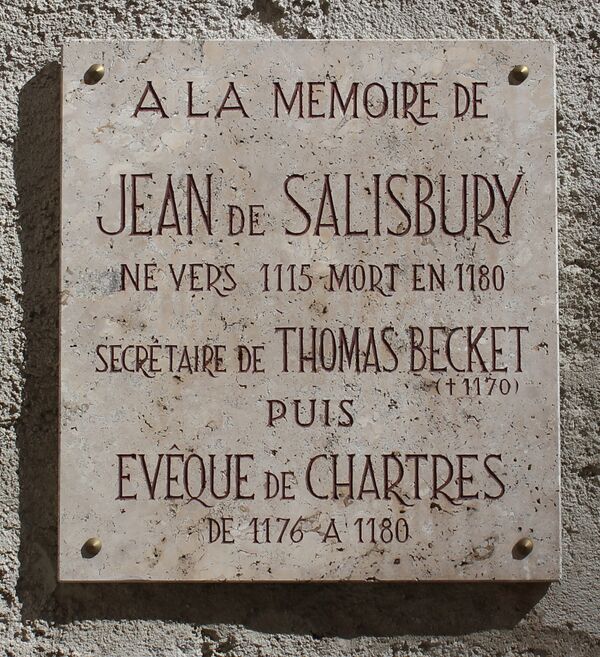 A LA MEMOIRE DE
JEAN DE SALISBURY
NE VERS 1115 MORT EN 1180
SECRÉTAIRE DE THOMAS BECKET
(†1170)
PUIS
EVÊQUE DE CHARTRES
DE 1176 A 1180